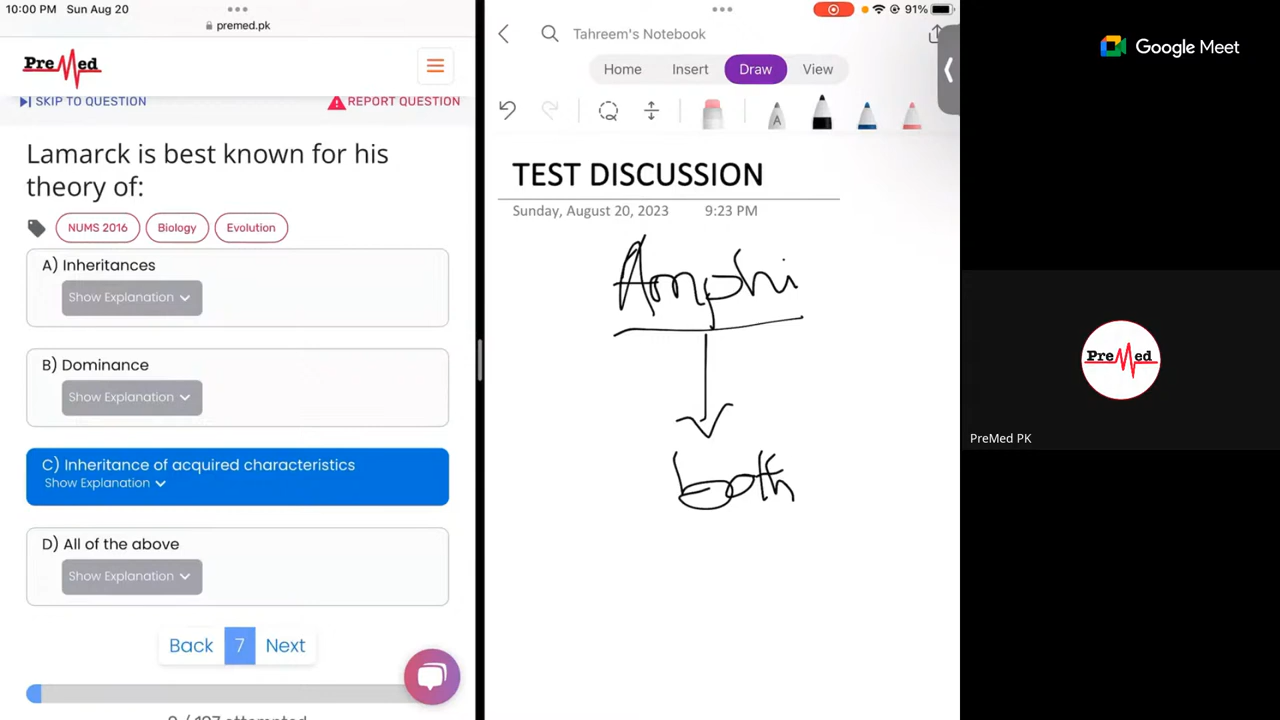 10:00 PM Sun Aug 20
premed.pk
PreMed
SKIP TO QUESTION
REPORT QUESTION
Lamarck is best known for his
theory of:
NUMS 2016
Biology
Evolution
A) Inheritances
Show Explanation
B) Dominance
Show Explanation
C) Inheritance of acquired characteristics
Show Explanation
D) All of the above
Show Explanation
Back 7 Next
91%
Tahreem's Notebook
Home Insert Draw View
A
TEST DISCUSSION
Sunday, August 20, 2023 9:23 PM
Amphi
both
Google Meet
PreMed
PreMed PK